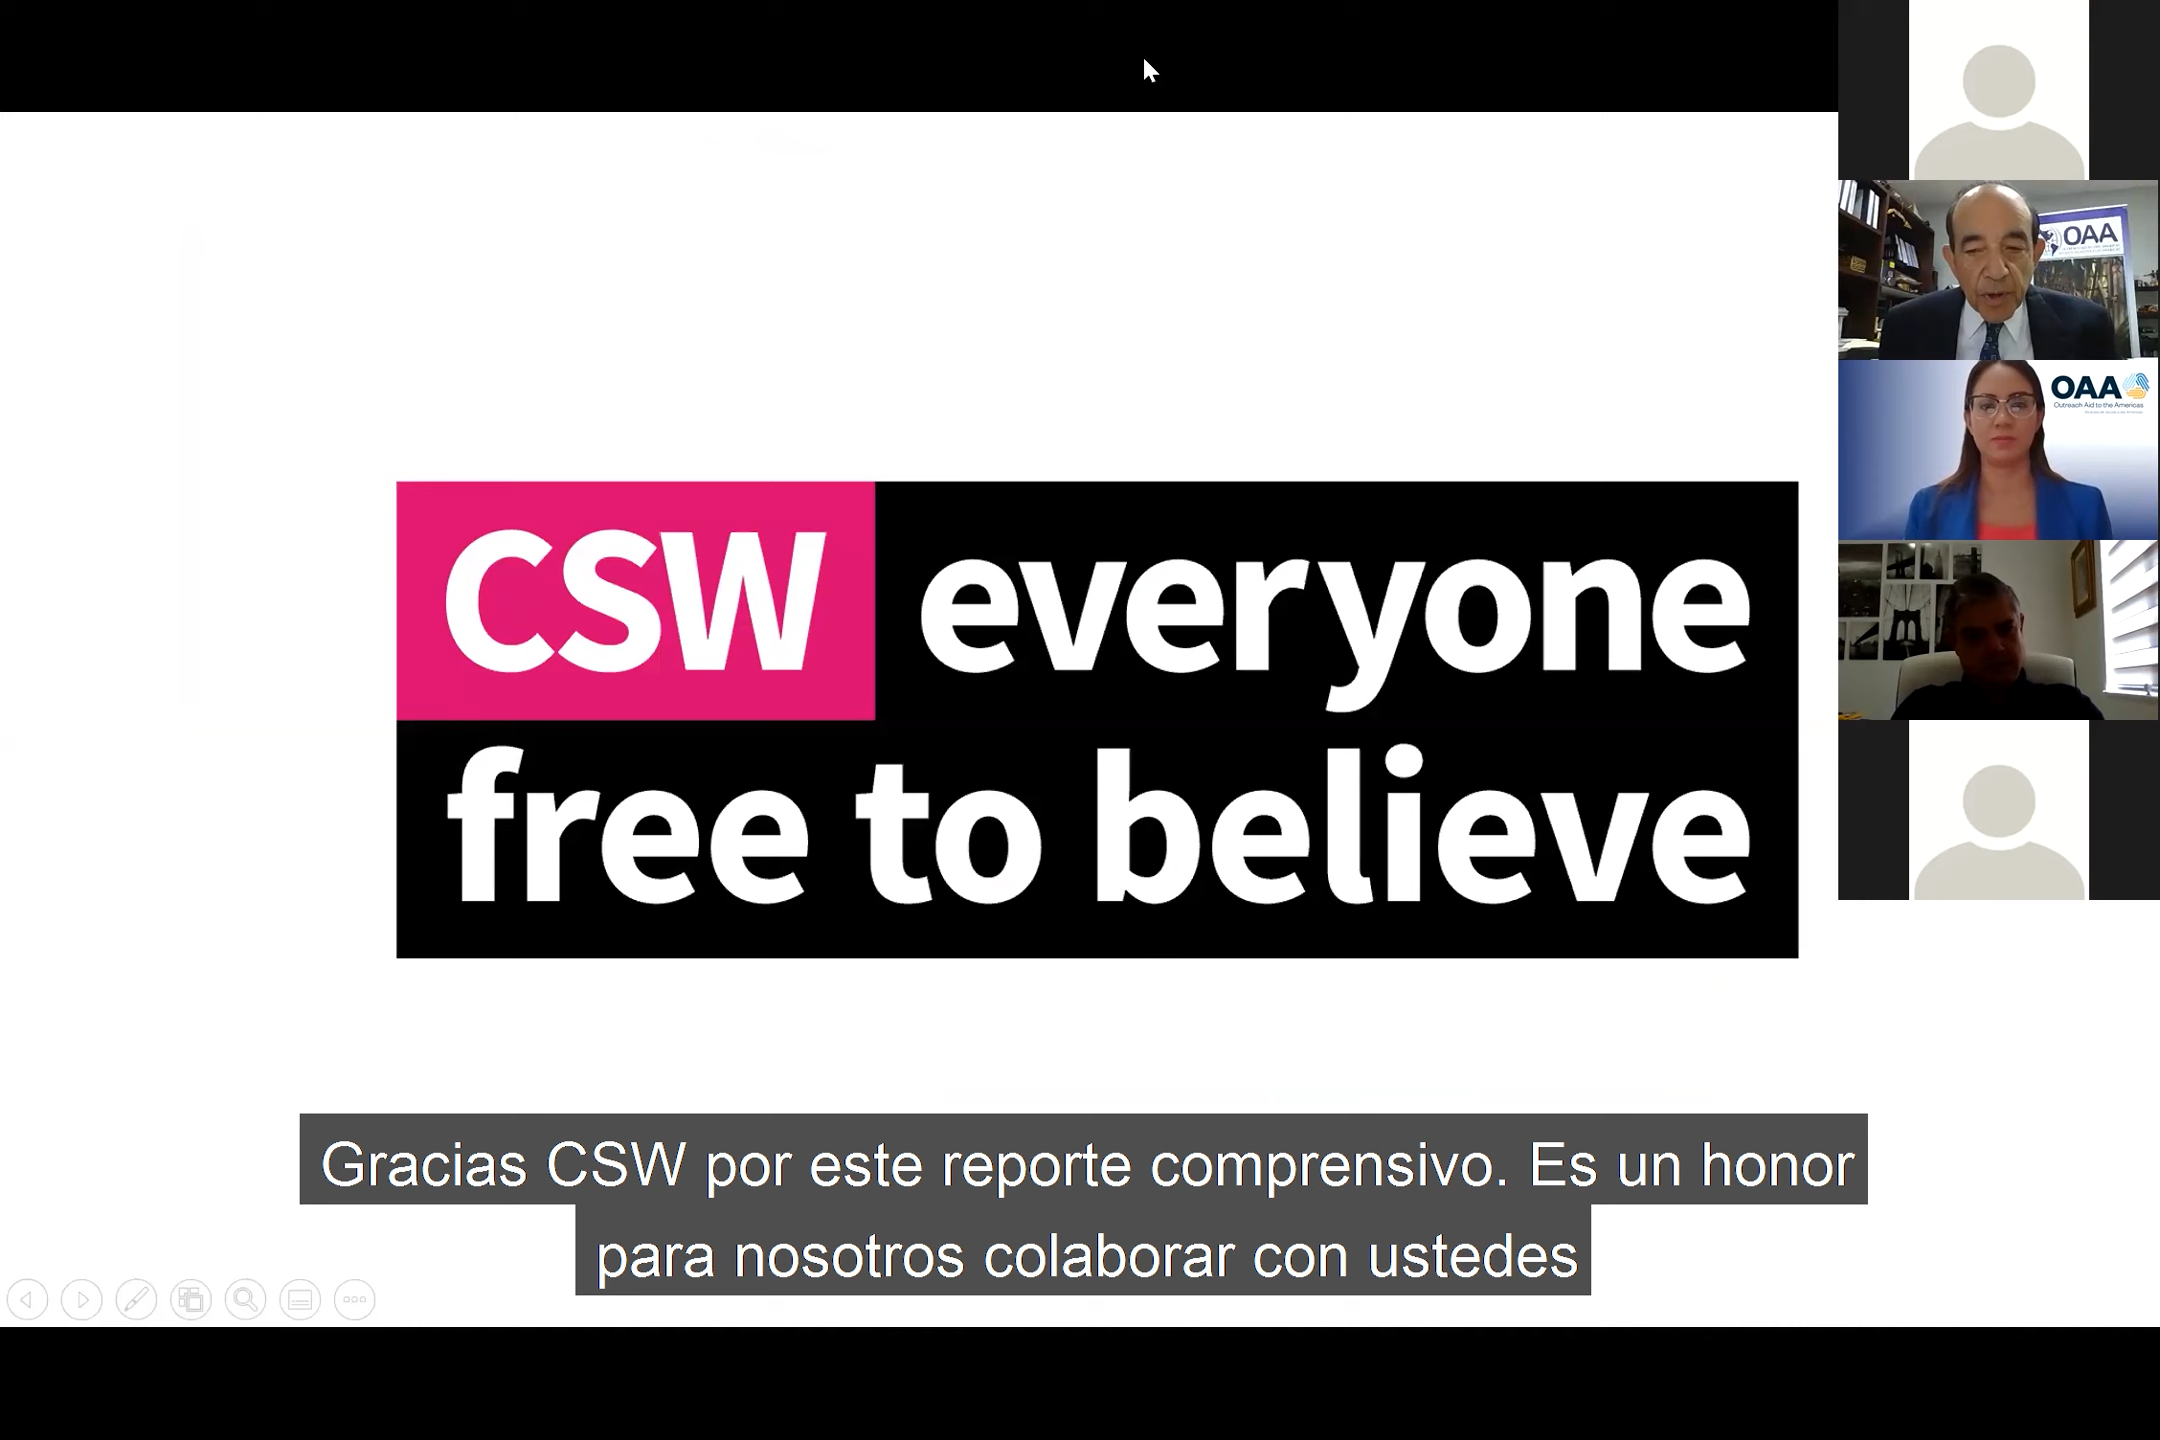 CSW everyone
free to believe
OAA
OAA
Outreach Aid to the Americas
Gracias CSW por este reporte comprensivo. Es un honor
para nosotros colaborar con ustedes